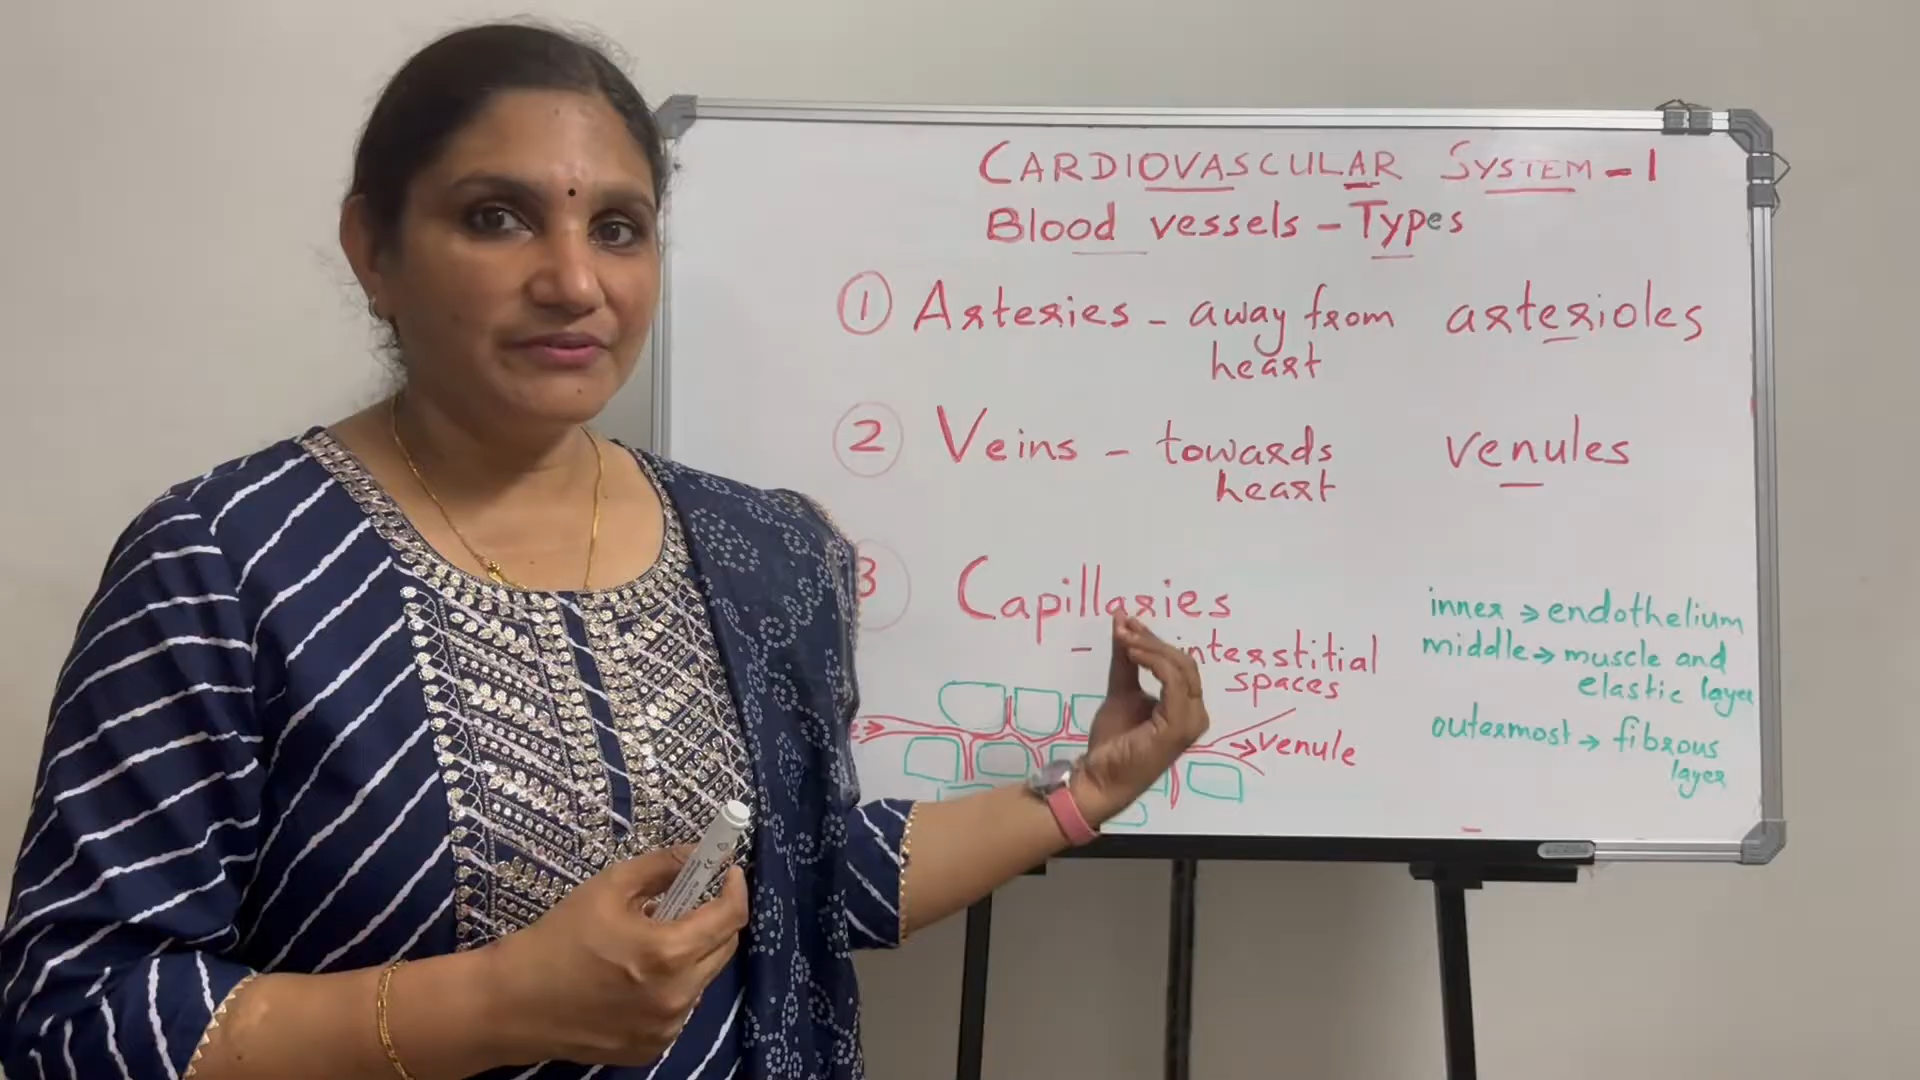 CARDIOVASCULAR SYSTEM - 1
Blood vessels - Types
1 Arteries - away from heart arterioles
2 Veins - towards heart venules
3 Capillaries
- interstitial spaces
→ venule
inner → endothelium
middle → muscle and
elastic layer
outermost → fibrous
layer